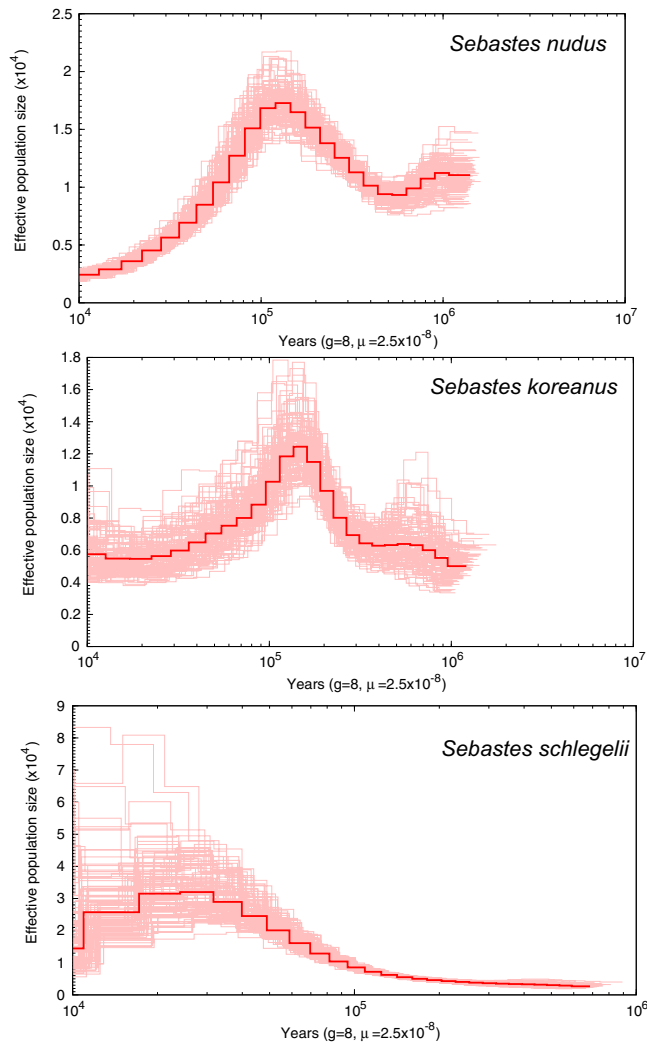 Sebastes nudus
Effective population size (x10⁴)
2.5
2
1.5
1
0.5
0
10⁴ 10⁵ 10⁶ 10⁷
Years (g=8, μ=2.5x10⁻⁸)
Sebastes koreanus
Effective population size (x10⁴)
1.8
1.6
1.4
1.2
1
0.8
0.6
0.4
0.2
0
10⁴ 10⁵ 10⁶ 10⁷
Years (g=8, μ=2.5x10⁻⁸)
Sebastes schlegelii
Effective population size (x10⁴)
9
8
7
6
5
4
3
2
1
0
10⁴ 10⁵ 10⁶
Years (g=8, μ=2.5x10⁻⁸)